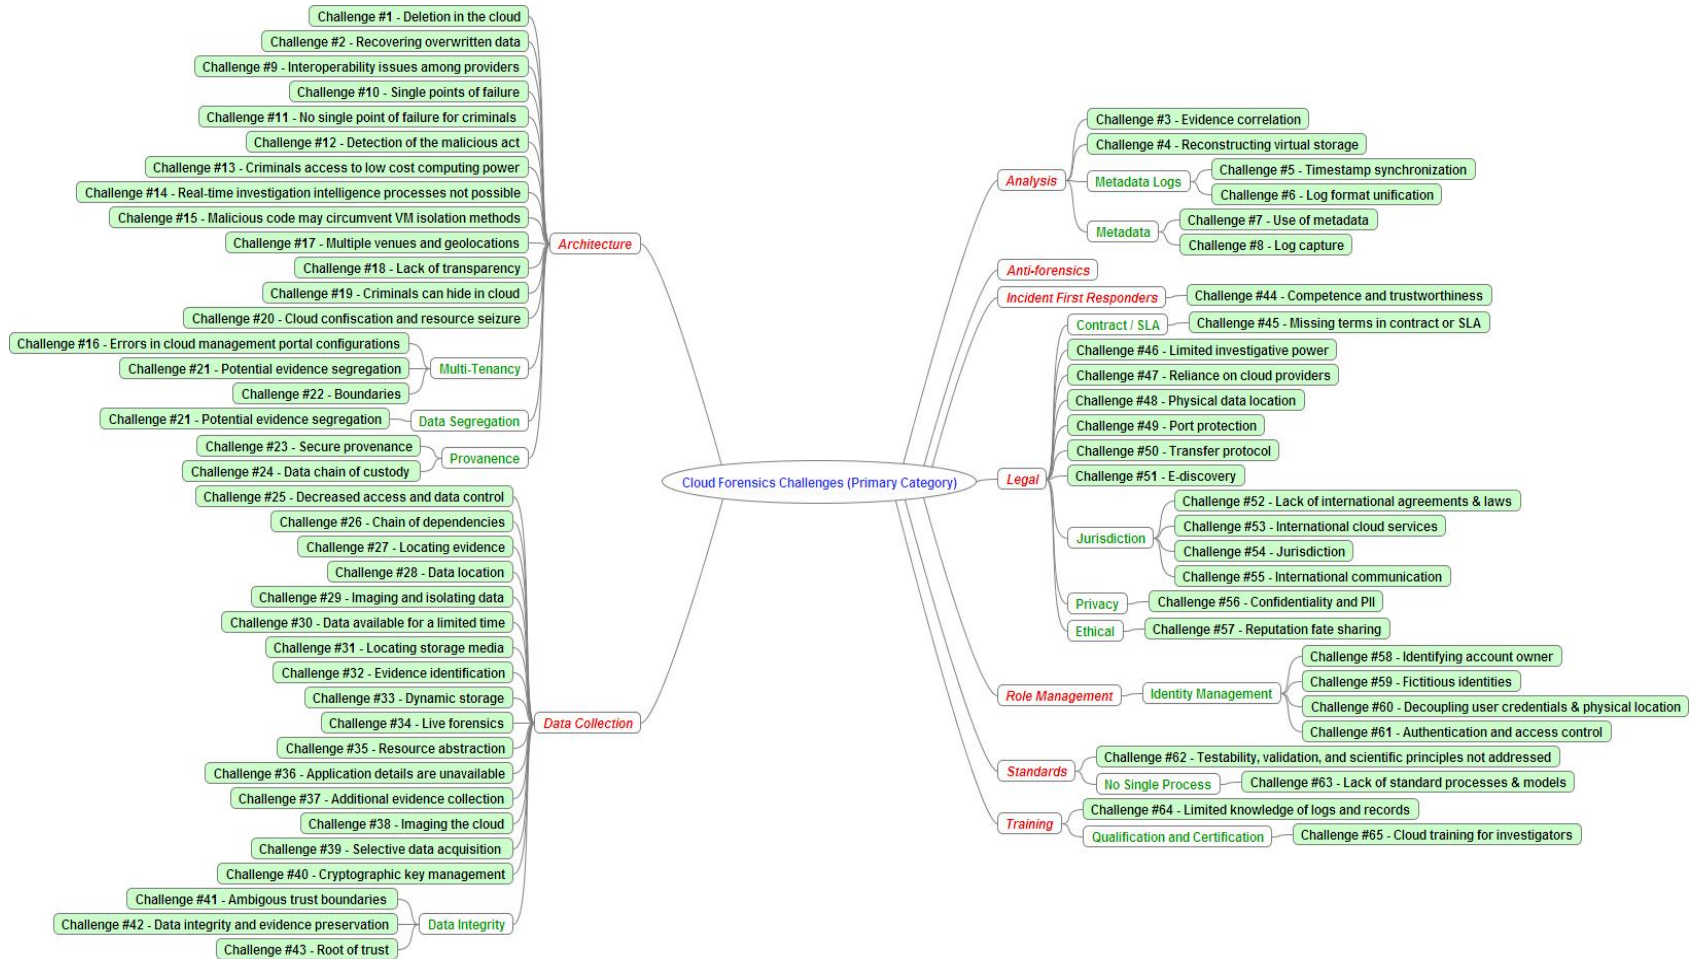 Challenge #1 - Deletion in the cloud
Challenge #2 - Recovering overwritten data
Challenge #9 - Interoperability issues among providers
Challenge #10 - Single points of failure
Challenge #11 - No single point of failure for criminals
Challenge #12 - Detection of the malicious act
Challenge #13 - Criminals access to low cost computing power
Challenge #14 - Real-time investigation intelligence processes not possible
Chalenge #15 - Malicious code may circumvent VM isolation methods
Challenge #17 - Multiple venues and geolocations
Challenge #18 - Lack of transparency
Challenge #19 - Criminals can hide in cloud
Challenge #20 - Cloud confiscation and resource seizure
Architecture
Challenge #16 - Errors in cloud management portal configurations
Challenge #21 - Potential evidence segregation
Challenge #22 - Boundaries
Multi-Tenancy
Challenge #21 - Potential evidence segregation
Data Segregation
Challenge #23 - Secure provenance
Challenge #24 - Data chain of custody
Provanence
Challenge #25 - Decreased access and data control
Challenge #26 - Chain of dependencies
Challenge #27 - Locating evidence
Challenge #28 - Data location
Challenge #29 - Imaging and isolating data
Challenge #30 - Data available for a limited time
Challenge #31 - Locating storage media
Challenge #32 - Evidence identification
Challenge #33 - Dynamic storage
Challenge #34 - Live forensics
Challenge #35 - Resource abstraction
Challenge #36 - Application details are unavailable
Challenge #37 - Additional evidence collection
Challenge #38 - Imaging the cloud
Challenge #39 - Selective data acquisition
Challenge #40 - Cryptographic key management
Data Collection
Challenge #41 - Ambigous trust boundaries
Challenge #42 - Data integrity and evidence preservation
Challenge #43 - Root of trust
Data Integrity
Cloud Forensics Challenges (Primary Category)
Analysis
Challenge #3 - Evidence correlation
Challenge #4 - Reconstructing virtual storage
Metadata Logs
Challenge #5 - Timestamp synchronization
Challenge #6 - Log format unification
Metadata
Challenge #7 - Use of metadata
Challenge #8 - Log capture
Anti-forensics
Incident First Responders
Challenge #44 - Competence and trustworthiness
Legal
Contract / SLA
Challenge #45 - Missing terms in contract or SLA
Challenge #46 - Limited investigative power
Challenge #47 - Reliance on cloud providers
Challenge #48 - Physical data location
Challenge #49 - Port protection
Challenge #50 - Transfer protocol
Challenge #51 - E-discovery
Jurisdiction
Challenge #52 - Lack of international agreements & laws
Challenge #53 - International cloud services
Challenge #54 - Jurisdiction
Challenge #55 - International communication
Privacy
Challenge #56 - Confidentiality and PII
Ethical
Challenge #57 - Reputation fate sharing
Role Management
Identity Management
Challenge #58 - Identifying account owner
Challenge #59 - Fictitious identities
Challenge #60 - Decoupling user credentials & physical location
Challenge #61 - Authentication and access control
Standards
Challenge #62 - Testability, validation, and scientific principles not addressed
No Single Process
Challenge #63 - Lack of standard processes & models
Training
Challenge #64 - Limited knowledge of logs and records
Qualification and Certification
Challenge #65 - Cloud training for investigators